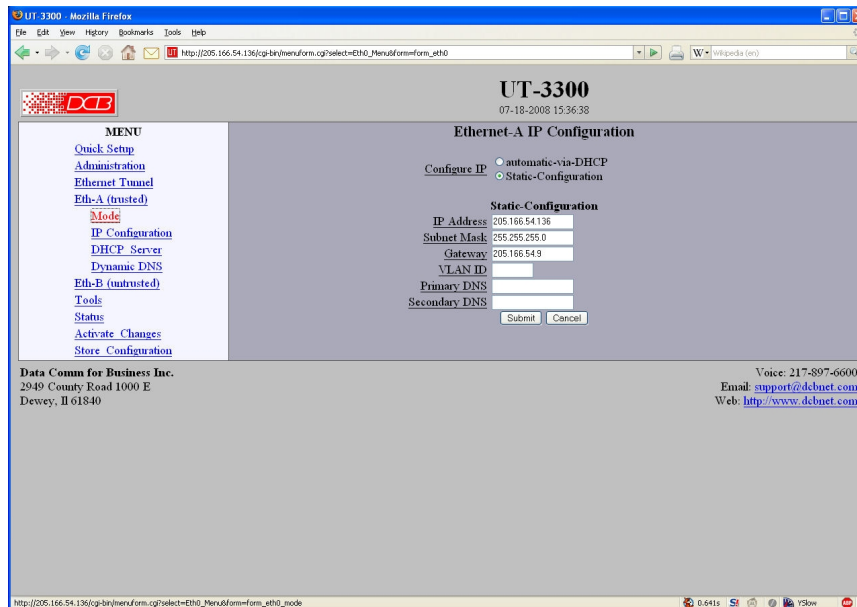 UT-3300 - Mozilla Firefox
File Edit View History Bookmarks Tools Help
UT http://205.166.54.136/cgi-bin/menuform.cgi?select=Eth0_Menu&form=form_eth0
W Wikipedia (en)
DCB
UT-3300
07-18-2008 15:36:38
MENU
Quick Setup
Administration
Ethernet Tunnel
Eth-A (trusted)
Mode
IP Configuration
DHCP Server
Dynamic DNS
Eth-B (untrusted)
Tools
Status
Activate Changes
Store Configuration
Ethernet-A IP Configuration
Configure IP
automatic-via-DHCP
Static-Configuration
Static-Configuration
IP Address 205.166.54.136
Subnet Mask 255.255.255.0
Gateway 205.166.54.9
VLAN ID
Primary DNS
Secondary DNS
Submit Cancel
Data Comm for Business Inc.
2949 County Road 1000 E
Dewey, Il 61840
Voice: 217-897-6600
Email: support@dcbnet.com
Web: http://www.dcbnet.com
http://205.166.54.136/cgi-bin/menuform.cgi?select=Eth0_Menu&form=form_eth0_mode
0.641s YSlow ABP